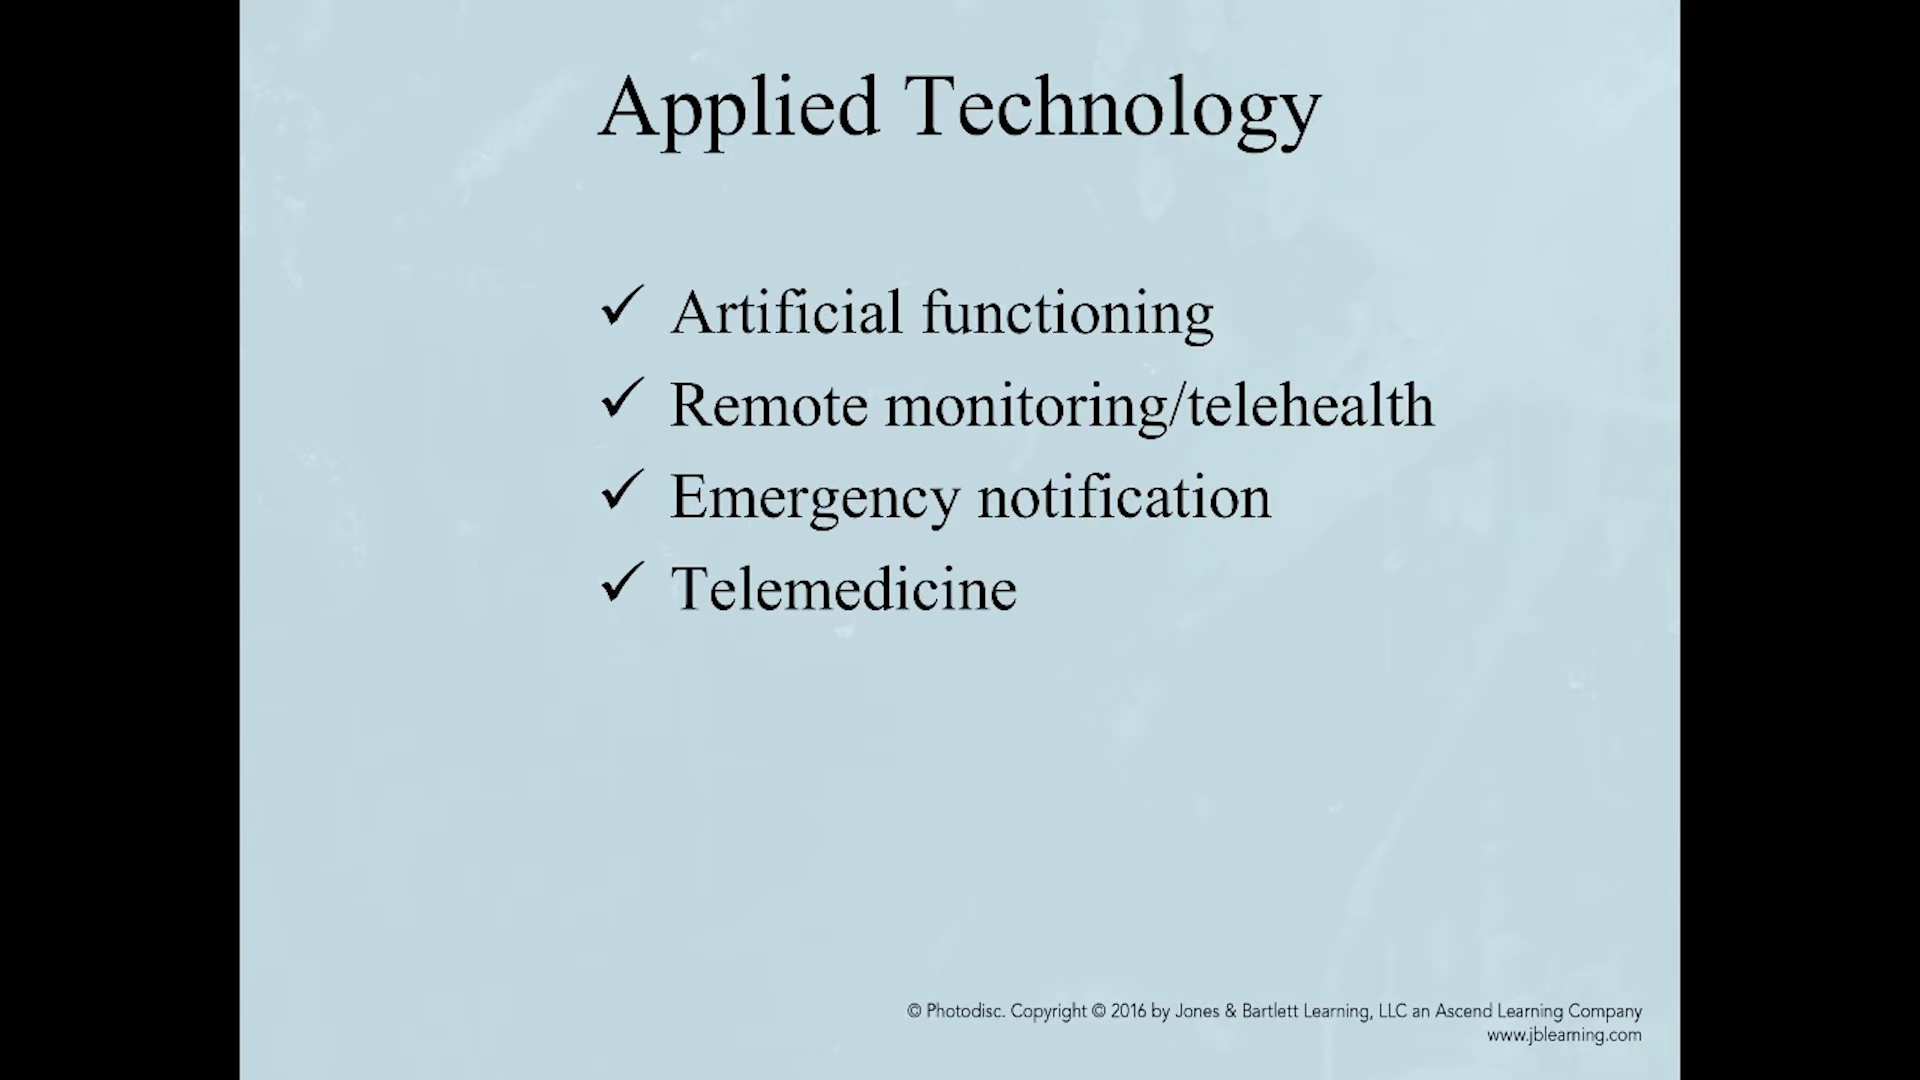 Applied Technology
✓ Artificial functioning
✓ Remote monitoring/telehealth
✓ Emergency notification
✓ Telemedicine
© Photodisc. Copyright © 2016 by Jones & Bartlett Learning, LLC an Ascend Learning Company
www.jblearning.com